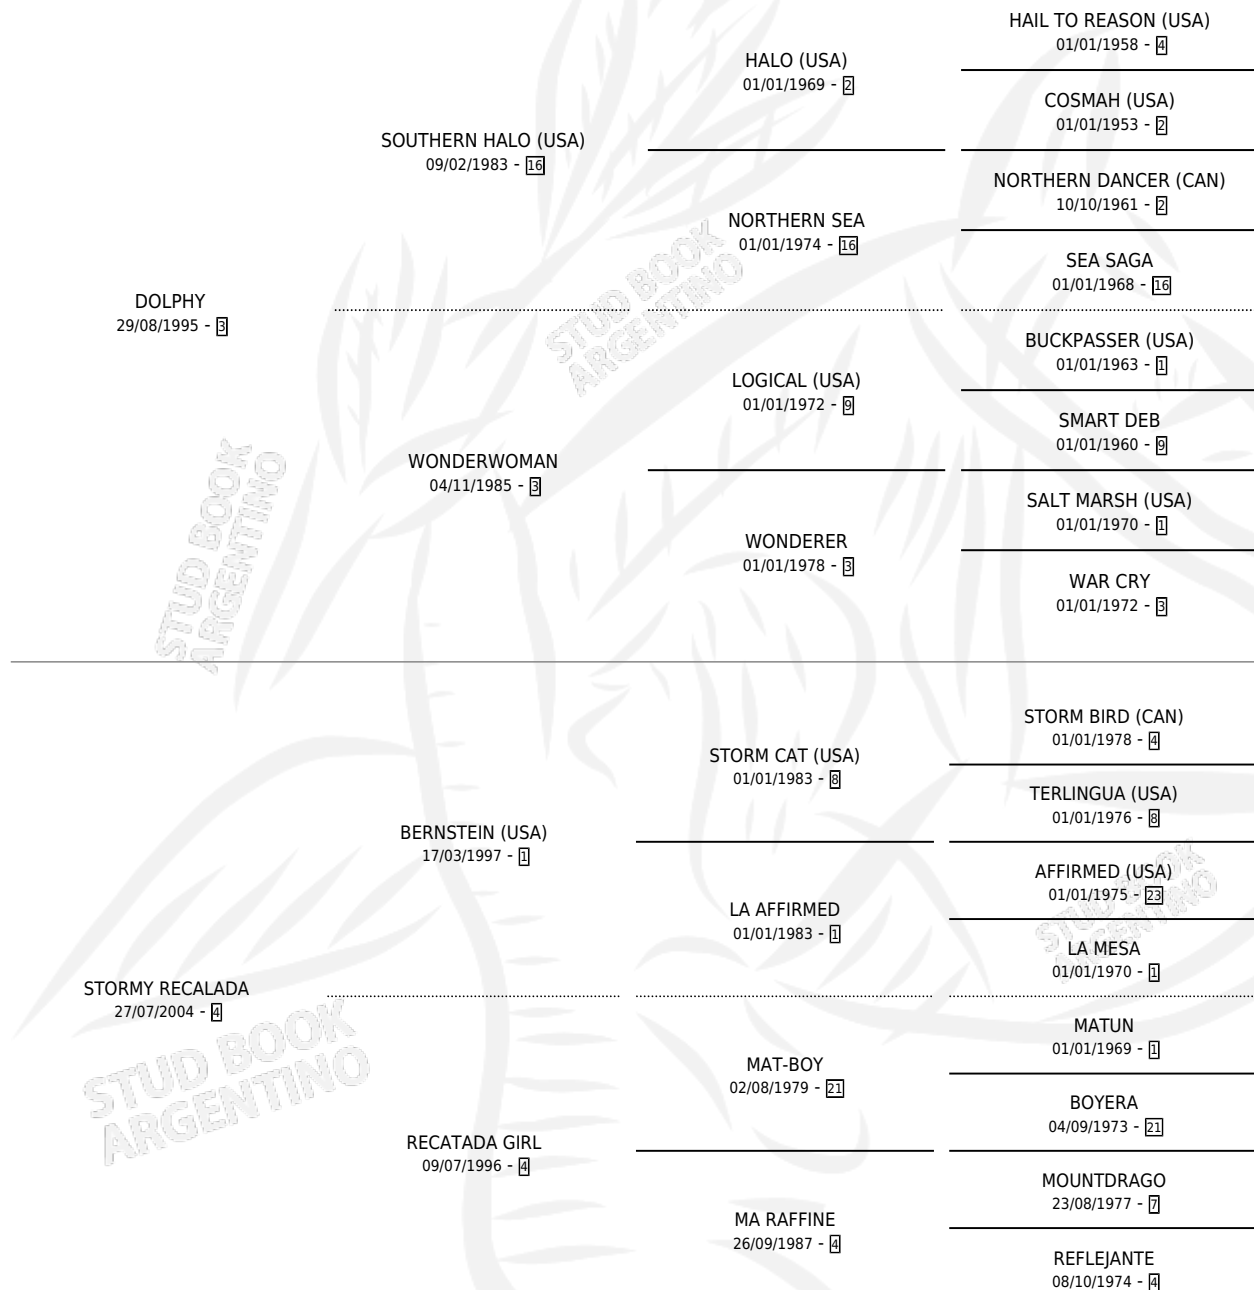 HAIL TO REASON (USA)
01/01/1958 - 4
HALO (USA)
01/01/1969 - 2
COSMAH (USA)
01/01/1953 - 2
SOUTHERN HALO (USA)
09/02/1983 - 16
NORTHERN DANCER (CAN)
10/10/1961 - 2
NORTHERN SEA
01/01/1974 - 16
SEA SAGA
01/01/1968 - 16
DOLPHY
29/08/1995 - 3
STUD BOOK
ARGENTINO
BUCKPASSER (USA)
01/01/1963 - 1
LOGICAL (USA)
01/01/1972 - 9
SMART DEB
01/01/1960 - 9
WONDERWOMAN
04/11/1985 - 3
SALT MARSH (USA)
01/01/1970 - 1
WONDERER
01/01/1978 - 3
WAR CRY
01/01/1972 - 3
STUD BOOK
ARGENTINO
STORM BIRD (CAN)
01/01/1978 - 4
STORM CAT (USA)
01/01/1983 - 8
TERLINGUA (USA)
01/01/1976 - 8
BERNSTEIN (USA)
17/03/1997 - 1
AFFIRMED (USA)
01/01/1975 - 23
LA AFFIRMED
01/01/1983 - 1
STUD BOOK
ARGENTINO
LA MESA
01/01/1970 - 1
STORMY RECALADA
27/07/2004 - 4
STUD BOOK
ARGENTINO
MATUN
01/01/1969 - 1
MAT-BOY
02/08/1979 - 21
BOYERA
04/09/1973 - 21
RECATADA GIRL
09/07/1996 - 4
MOUNTDRAGO
23/08/1977 - 7
MA RAFFINE
26/09/1987 - 4
REFLEJANTE
08/10/1974 - 4